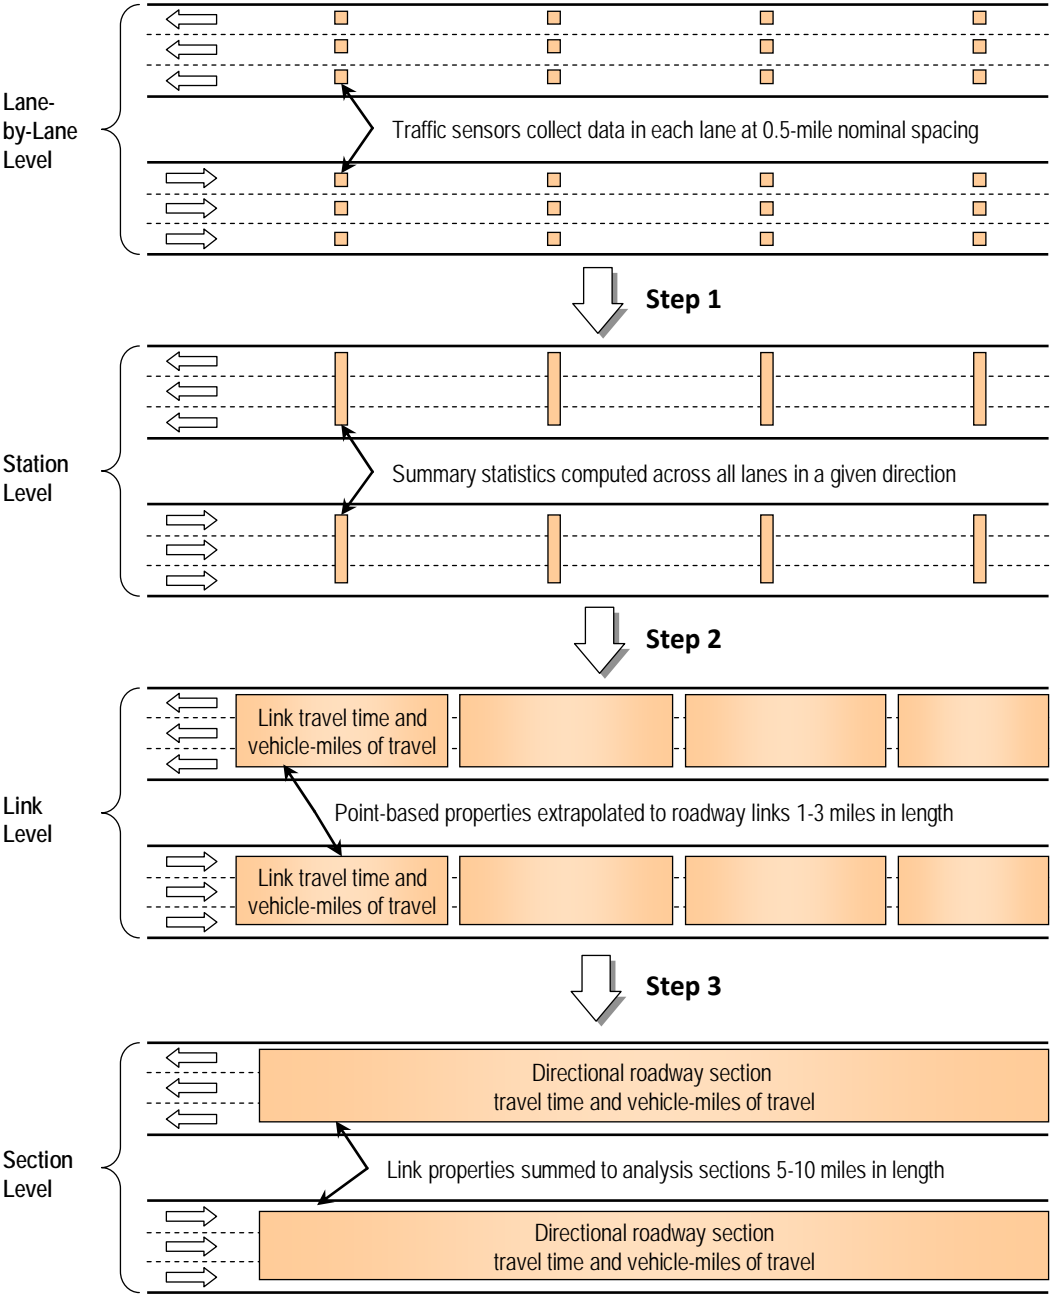 Lane-
by-Lane
Level
Traffic sensors collect data in each lane at 0.5-mile nominal spacing
Step 1
Station
Level
Summary statistics computed across all lanes in a given direction
Step 2
Link travel time and
vehicle-miles of travel
Link
Level
Point-based properties extrapolated to roadway links 1-3 miles in length
Link travel time and
vehicle-miles of travel
Step 3
Directional roadway section
travel time and vehicle-miles of travel
Section
Level
Link properties summed to analysis sections 5-10 miles in length
Directional roadway section
travel time and vehicle-miles of travel